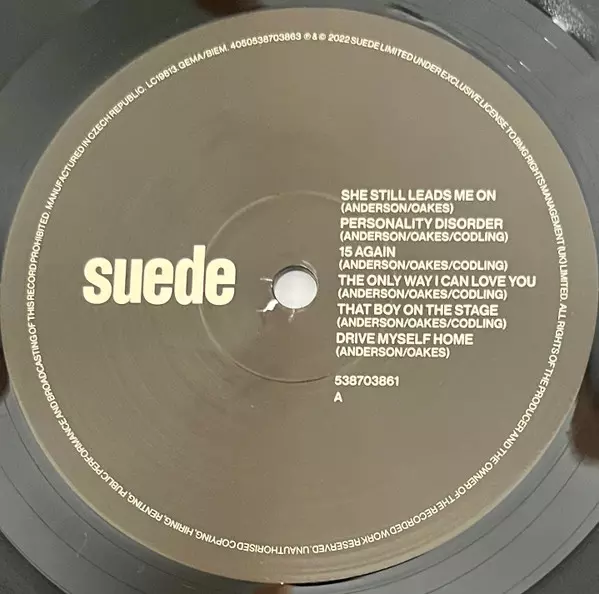 suede
SHE STILL LEADS ME ON
(ANDERSON/OAKES)
PERSONALITY DISORDER
(ANDERSON/OAKES/CODLING)
15 AGAIN
(ANDERSON/OAKES/CODLING)
THE ONLY WAY I CAN LOVE YOU
(ANDERSON/OAKES/CODLING)
THAT BOY ON THE STAGE
(ANDERSON/OAKES/CODLING)
DRIVE MYSELF HOME
(ANDERSON/OAKES)
538703861
A
MANUFACTURED IN CZECH REPUBLIC. LC19813. GEMA/BIEM. 4050538703863 ℗ & © 2022 SUEDE LIMITED UNDER EXCLUSIVE LICENSE TO BMG RIGHTS MANAGEMENT (UK) LIMITED. ALL RIGHTS OF THE PRODUCER AND THE OWNER OF THE RECORDED WORK RESERVED. UNAUTHORISED COPYING, HIRING, RENTING, PUBLIC PERFORMANCE AND BROADCASTING OF THIS RECORD PROHIBITED.